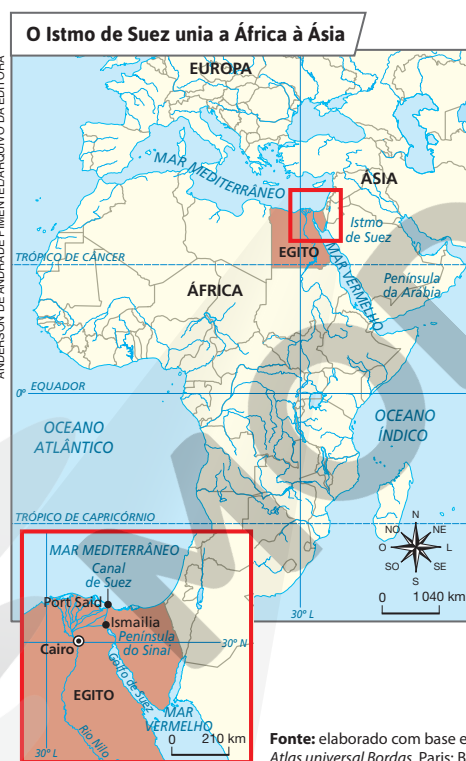 O Istmo de Suez unia a África à Ásia
ANDERSON DE ANDRADE PIMENTEL/ARQUIVO DA EDITORA
EUROPA
MAR MEDITERRÂNEO
ÁSIA
Istmo
de Suez
EGITO
TRÓPICO DE CÂNCER
MAR VERMELHO
Península
da Arábia
ÁFRICA
0° EQUADOR
OCEANO
ATLÂNTICO
OCEANO
ÍNDICO
TRÓPICO DE CAPRICÓRNIO
N
NO
NE
O
L
SO
SE
S
0 1 040 km
30° L
MAR MEDITERRÂNEO
Canal
de Suez
Port Said
Ismailia
Península
do Sinai
30° N
Cairo
Golfo de Suez
EGITO
MAR
VERMELHO
Rio Nilo
0 210 km
30° L
Fonte: elaborado com base e
Atlas universal Bordas. Paris: B